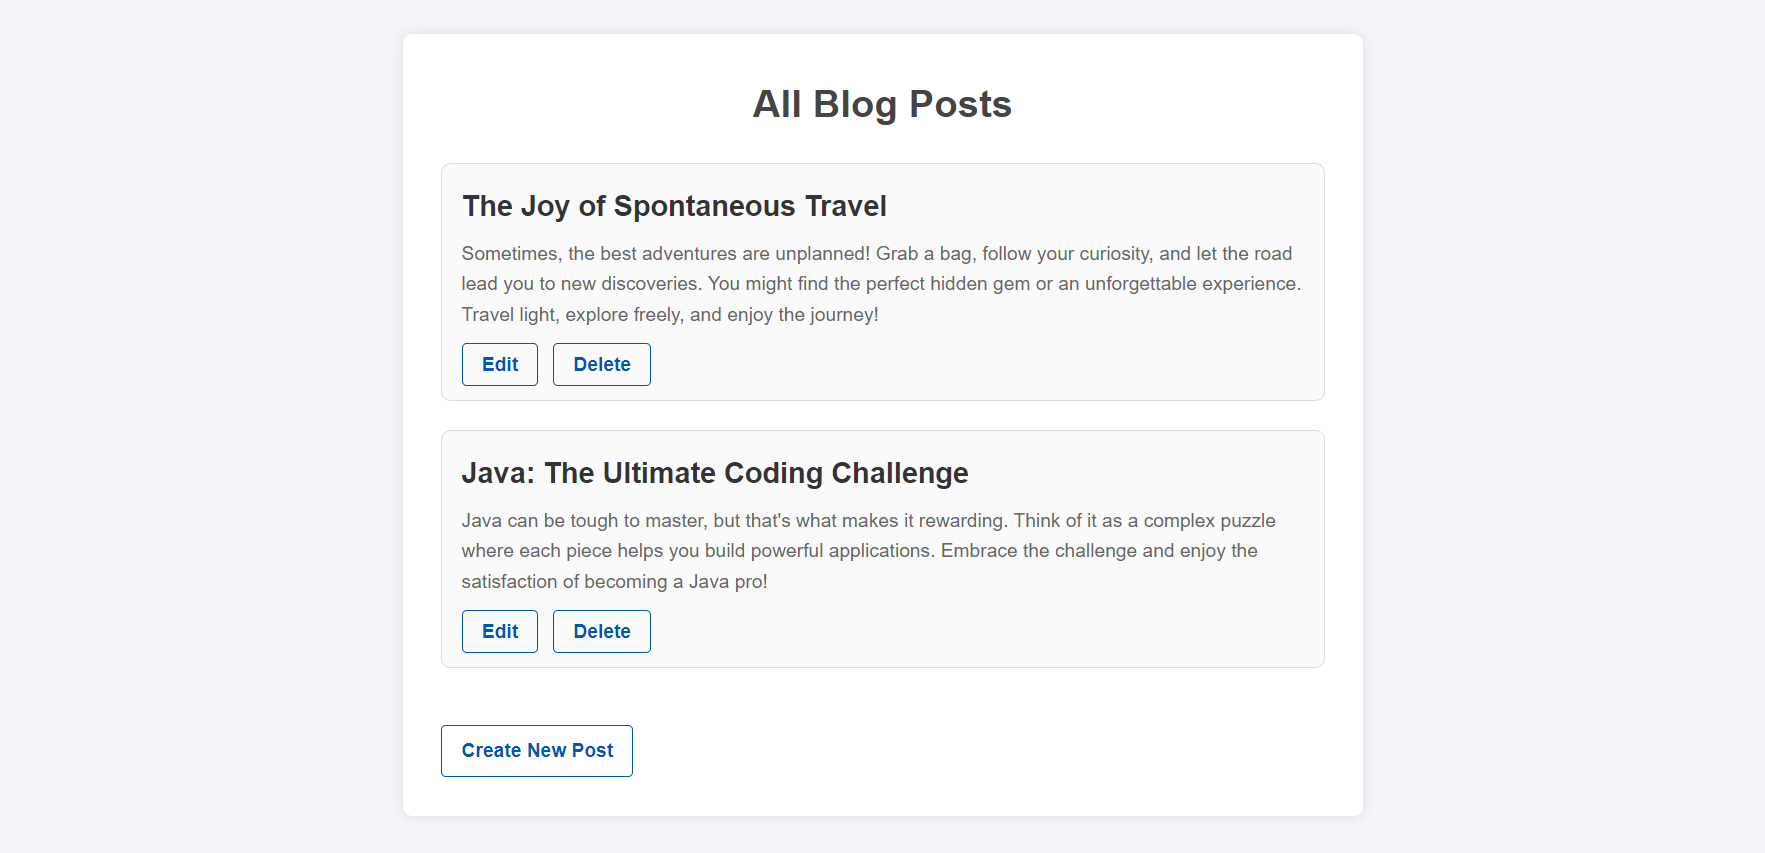 All Blog Posts
The Joy of Spontaneous Travel
Sometimes, the best adventures are unplanned! Grab a bag, follow your curiosity, and let the road
lead you to new discoveries. You might find the perfect hidden gem or an unforgettable experience.
Travel light, explore freely, and enjoy the journey!
Edit Delete
Java: The Ultimate Coding Challenge
Java can be tough to master, but that's what makes it rewarding. Think of it as a complex puzzle
where each piece helps you build powerful applications. Embrace the challenge and enjoy the
satisfaction of becoming a Java pro!
Edit Delete
Create New Post